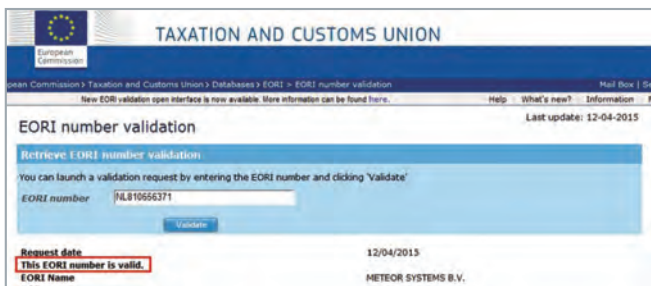 European
Commission
TAXATION AND CUSTOMS UNION
pean Commission > Taxation and Customs Union > Databases > EORI > EORI number validation
Mail Box |
New EORI validation open interface is now available. More information can be found here.
Help What's new? Information
Last update: 12-04-2015
EORI number validation
Retrieve EORI number validation
You can launch a validation request by entering the EORI number and clicking 'Validate'
EORI number NL810656371
Validate
Request date 12/04/2015
This EORI number is valid.
EORI Name METEOR SYSTEMS B.V.